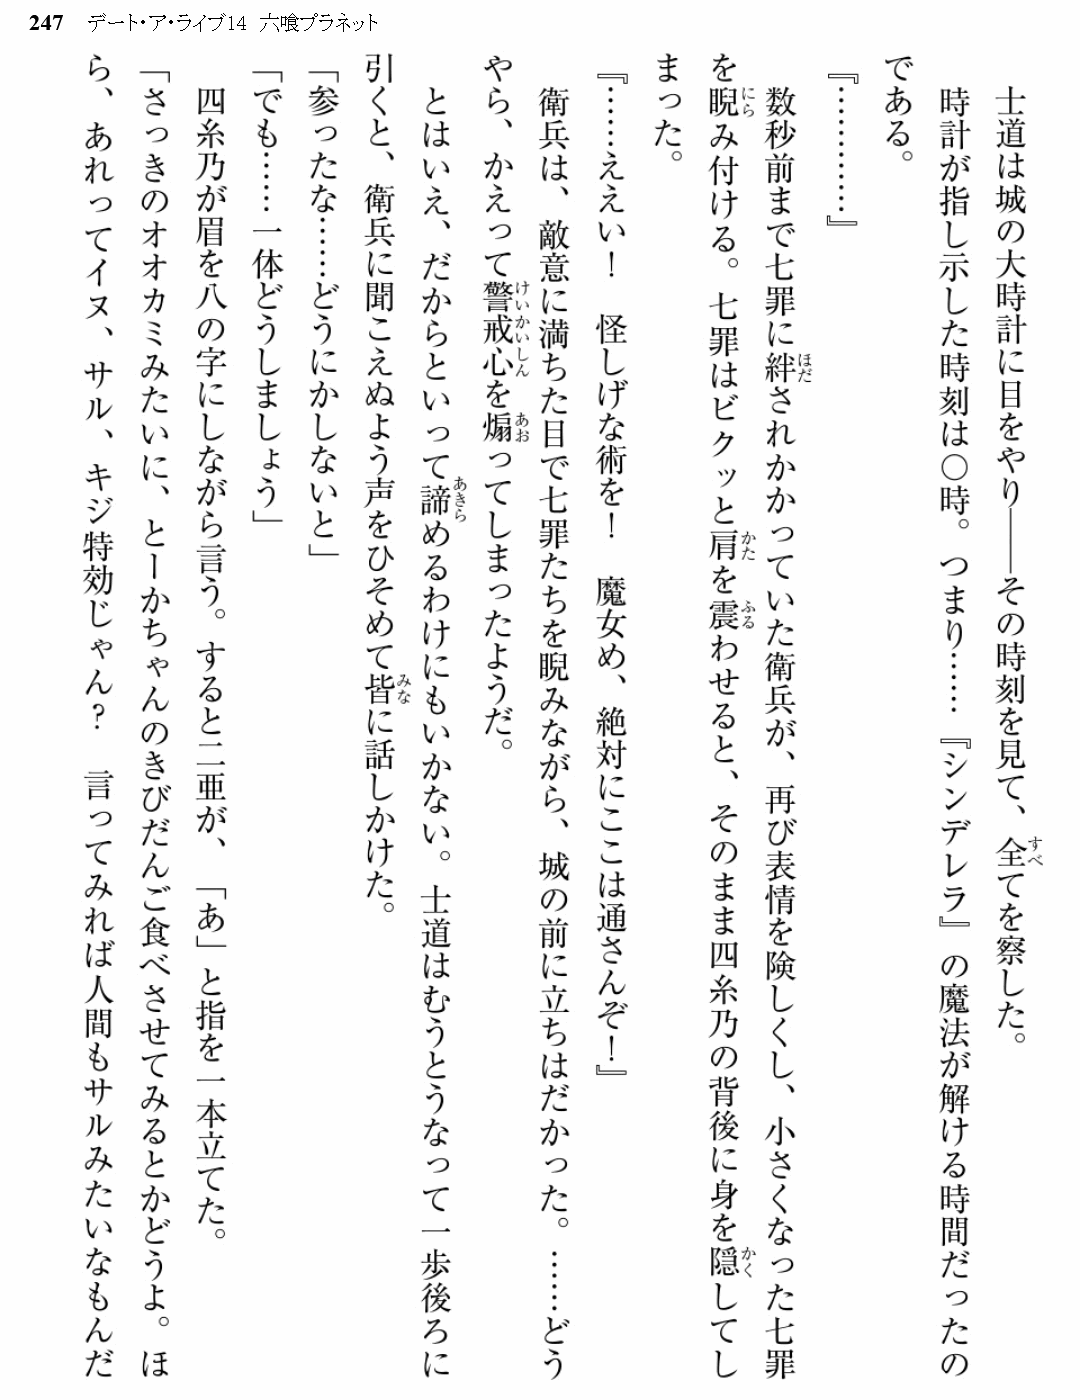 247 デート・ア・ライブ14 六喰プラネット
士道は城の大時計に目をやり――その時刻を見て、全てを察した。
時計が指し示した時刻は〇時。つまり……『シンデレラ』の魔法が解ける時間だったの
である。
『…………』
数秒前まで七罪に絆されかかっていた衛兵が、再び表情を険しくし、小さくなった七罪
を睨み付ける。七罪はビクッと肩を震わせると、そのまま四糸乃の背後に身を隠してし
まった。
『……ええい！　怪しげな術を！　魔女め、絶対にここは通さんぞ！』
衛兵は、敵意に満ちた目で七罪たちを睨みながら、城の前に立ちはだかった。……どう
やら、かえって警戒心を煽ってしまったようだ。
とはいえ、だからといって諦めるわけにもいかない。士道はむうとうなって一歩後ろに
引くと、衛兵に聞こえぬよう声をひそめて皆に話しかけた。
「参ったな……どうにかしないと」
「でも……一体どうしましょう」
四糸乃が眉を八の字にしながら言う。すると二亜が、「あ」と指を一本立てた。
「さっきのオオカミみたいに、とーかちゃんのきびだんご食べさせてみるとかどうよ。ほ
ら、あれってイヌ、サル、キジ特効じゃん？　言ってみれば人間もサルみたいなもんだ